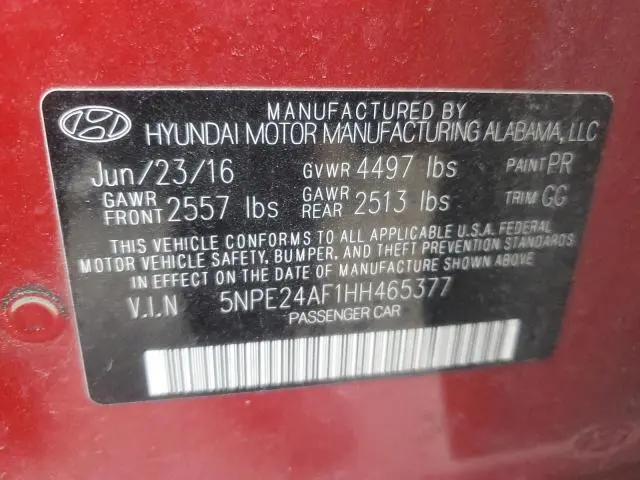 MANUFACTURED BY
HYUNDAI MOTOR MANUFACTURING ALABAMA, LLC
Jun/23/16 GVWR 4497 lbs PAINT PR
GAWR FRONT 2557 lbs GAWR REAR 2513 lbs TRIM GG
THIS VEHICLE CONFORMS TO ALL APPLICABLE U.S.A. FEDERAL
MOTOR VEHICLE SAFETY, BUMPER, AND THEFT PREVENTION STANDARDS
IN EFFECT ON THE DATE OF MANUFACTURE SHOWN ABOVE.
V.I.N 5NPE24AF1HH465377
PASSENGER CAR